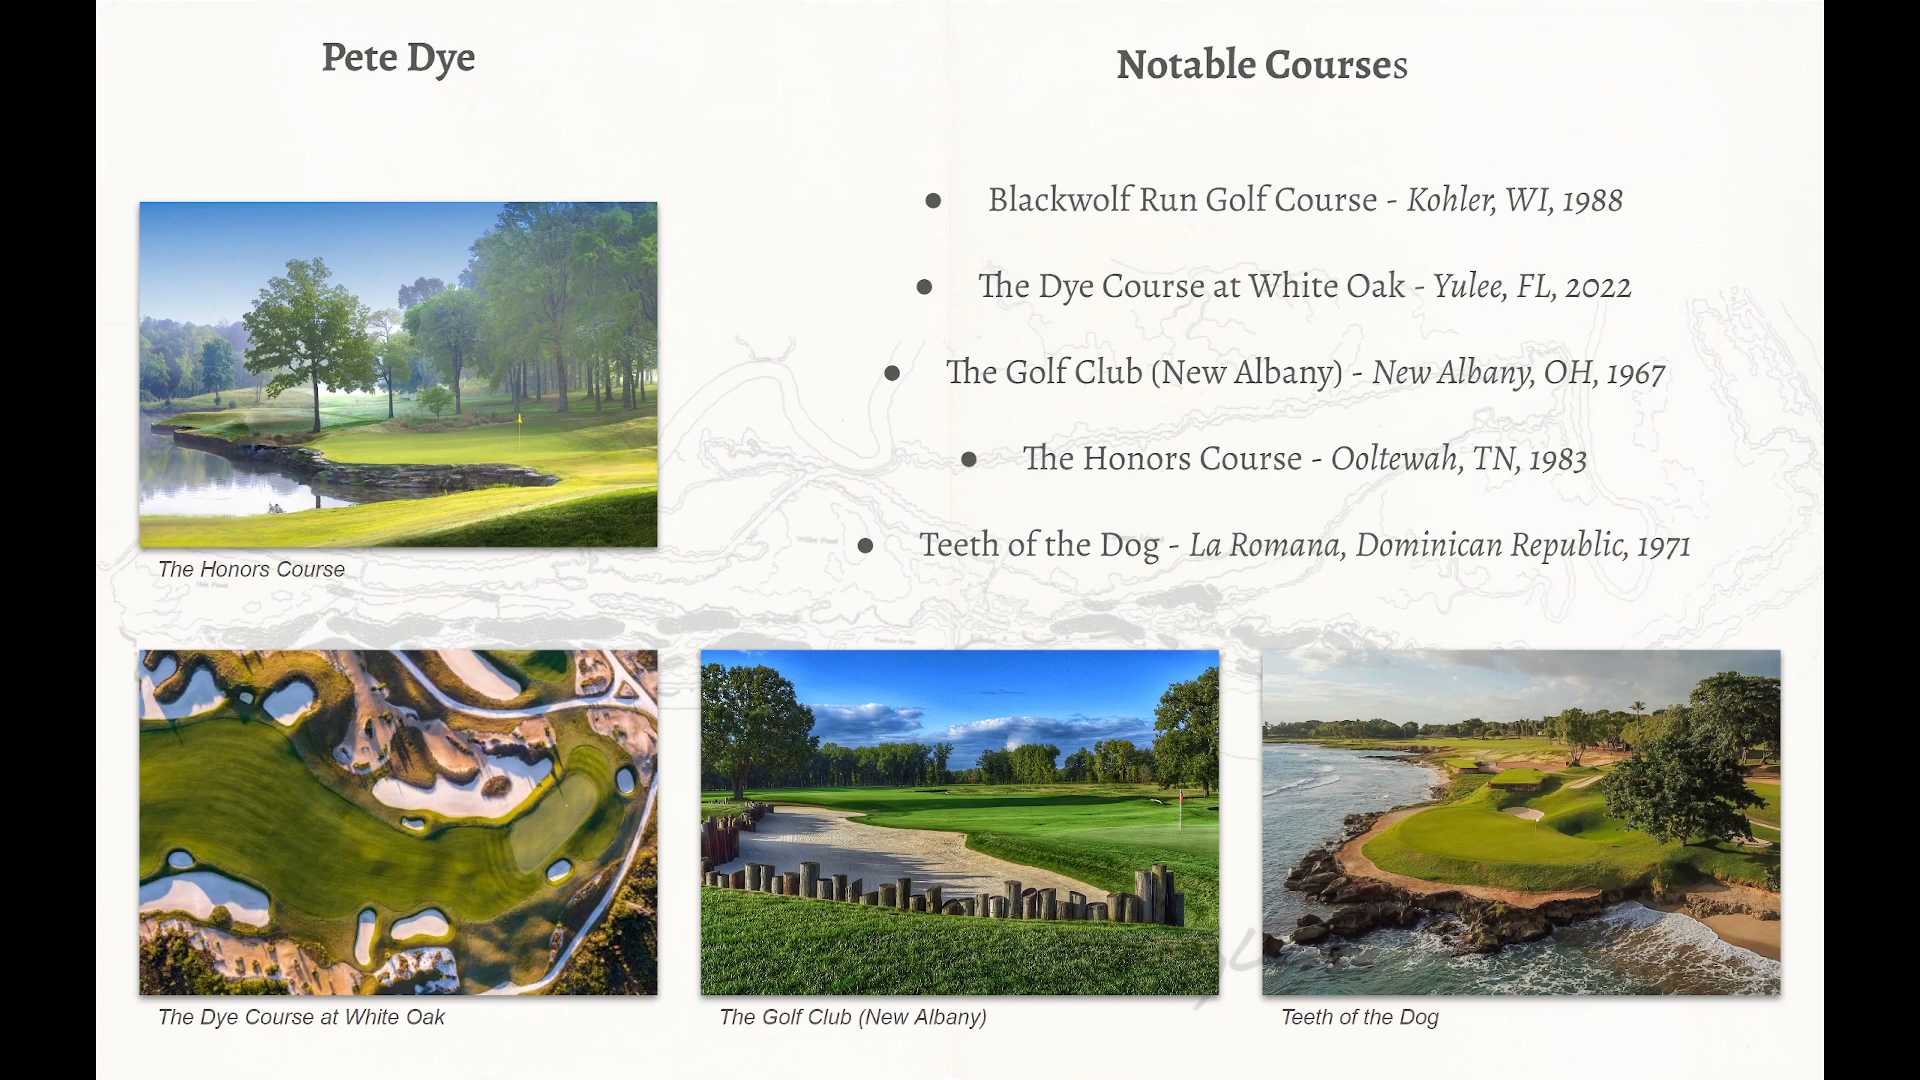 Pete Dye
Notable Courses
● Blackwolf Run Golf Course - Kohler, WI, 1988
● The Dye Course at White Oak - Yulee, FL, 2022
● The Golf Club (New Albany) - New Albany, OH, 1967
● The Honors Course - Ooltewah, TN, 1983
● Teeth of the Dog - La Romana, Dominican Republic, 1971
The Honors Course
The Dye Course at White Oak
The Golf Club (New Albany)
Teeth of the Dog